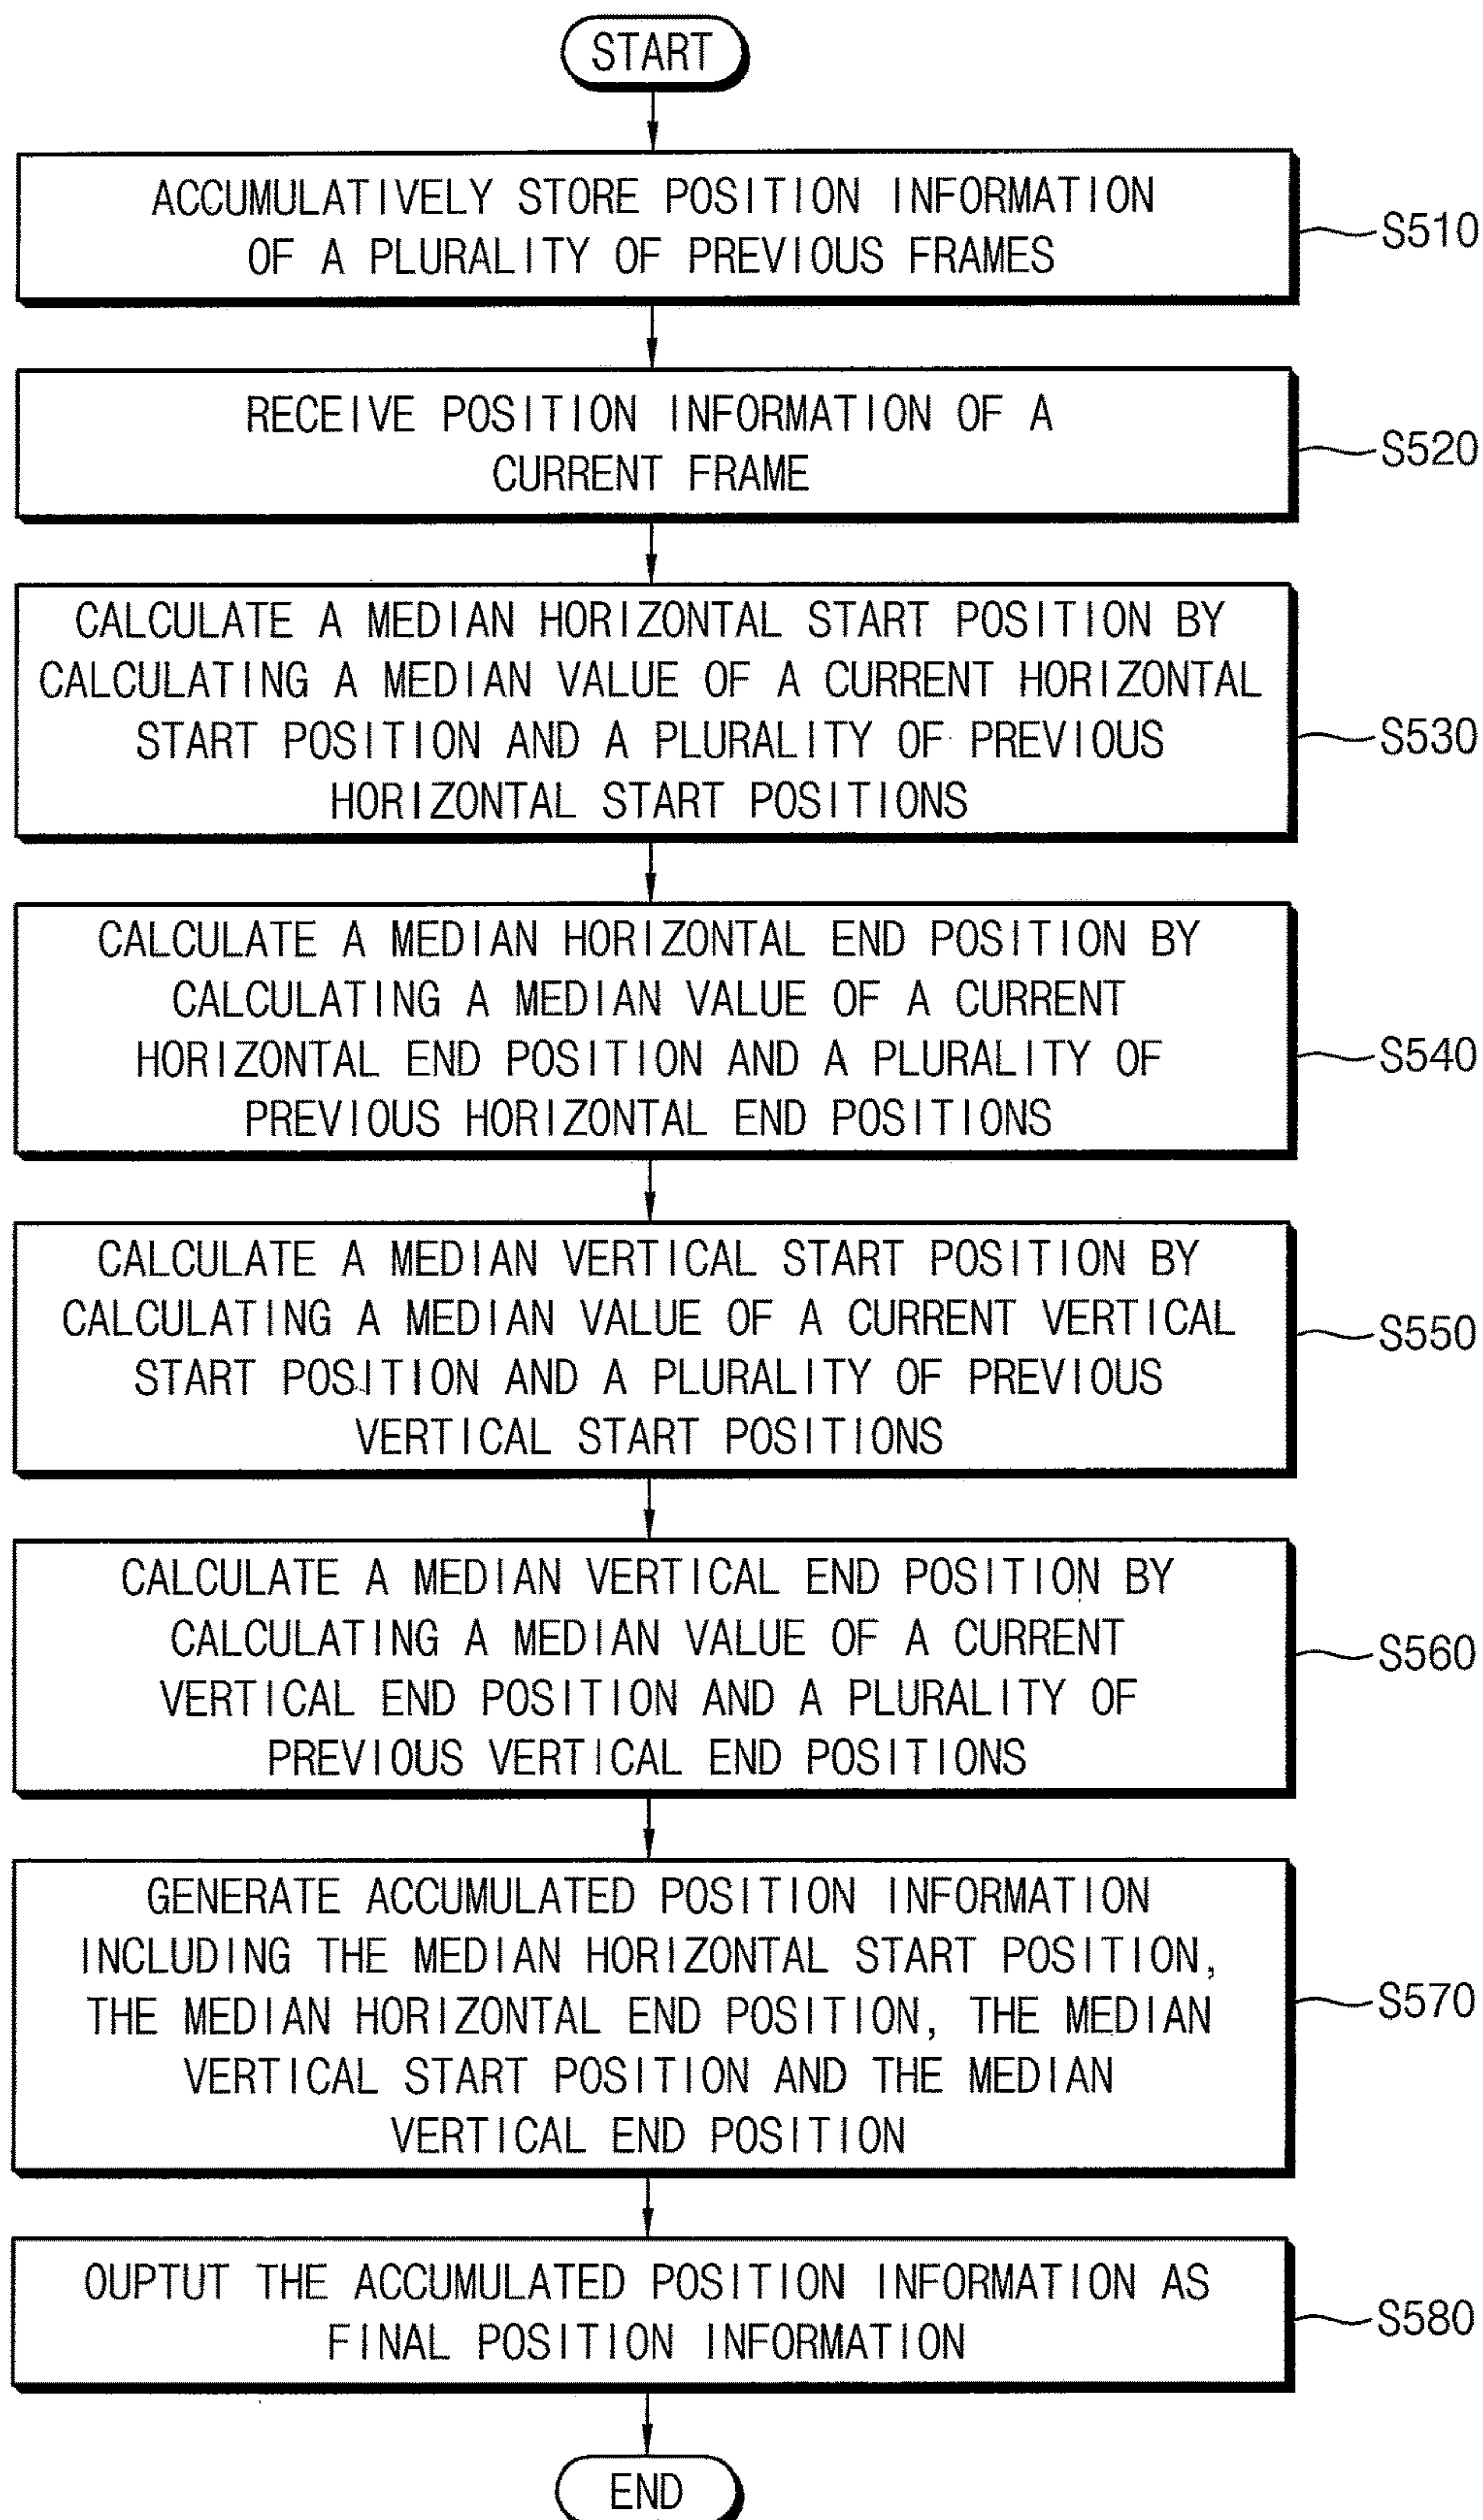 START
ACCUMULATIVELY STORE POSITION INFORMATION
OF A PLURALITY OF PREVIOUS FRAMES
S510
RECEIVE POSITION INFORMATION OF A
CURRENT FRAME
S520
CALCULATE A MEDIAN HORIZONTAL START POSITION BY
CALCULATING A MEDIAN VALUE OF A CURRENT HORIZONTAL
START POSITION AND A PLURALITY OF PREVIOUS
HORIZONTAL START POSITIONS
S530
CALCULATE A MEDIAN HORIZONTAL END POSITION BY
CALCULATING A MEDIAN VALUE OF A CURRENT
HORIZONTAL END POSITION AND A PLURALITY OF
PREVIOUS HORIZONTAL END POSITIONS
S540
CALCULATE A MEDIAN VERTICAL START POSITION BY
CALCULATING A MEDIAN VALUE OF A CURRENT VERTICAL
START POSITION AND A PLURALITY OF PREVIOUS
VERTICAL START POSITIONS
S550
CALCULATE A MEDIAN VERTICAL END POSITION BY
CALCULATING A MEDIAN VALUE OF A CURRENT
VERTICAL END POSITION AND A PLURALITY OF
PREVIOUS VERTICAL END POSITIONS
S560
GENERATE ACCUMULATED POSITION INFORMATION
INCLUDING THE MEDIAN HORIZONTAL START POSITION,
THE MEDIAN HORIZONTAL END POSITION, THE MEDIAN
VERTICAL START POSITION AND THE MEDIAN
VERTICAL END POSITION
S570
OUPTUT THE ACCUMULATED POSITION INFORMATION AS
FINAL POSITION INFORMATION
S580
END